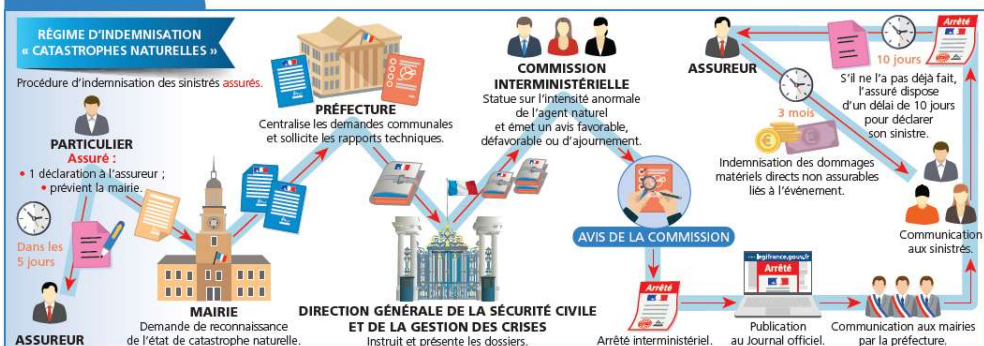 RÉGIME D'INDEMNISATION
« CATASTROPHES NATURELLES »
Procédure d'indemnisation des sinistrés assurés.
PARTICULIER
Assuré :
• 1 déclaration à l'assureur ;
• prévient la mairie.
Dans les
5 jours
ASSUREUR
MAIRIE
Demande de reconnaissance
de l'état de catastrophe naturelle.
PRÉFECTURE
Centralise les demandes communales
et sollicite les rapports techniques.
DIRECTION GÉNÉRALE DE LA SÉCURITÉ CIVILE
ET DE LA GESTION DES CRISES
Instruit et présente les dossiers.
COMMISSION
INTERMINISTÉRIELLE
Statue sur l'intensité anormale
de l'agent naturel
et émet un avis favorable,
défavorable ou d'ajournement.
AVIS DE LA COMMISSION
Arrêté
Arrêté interministériel.
legifrance.gouv.fr
Arrêté
Publication
au Journal officiel.
Communication aux mairies
par la préfecture.
Communication
aux sinistrés.
Arrêté
10 jours
S'il ne l'a pas déjà fait,
l'assuré dispose
d'un délai de 10 jours
pour déclarer
son sinistre.
ASSUREUR
3 mois
Indemnisation des dommages
matériels directs non assurables
liés à l'événement.